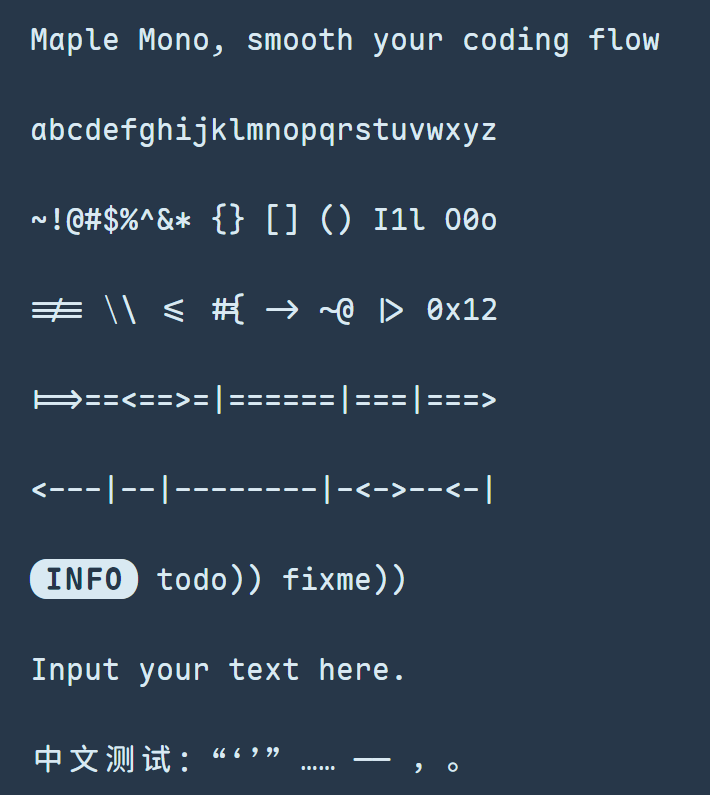 Maple Mono, smooth your coding flow
abcdefghijklmnopqrstuvwxyz
~!@#$%^&* {} [] () I1l O0o
!== \\ <= #{ -> ~@ |> 0x12
|=>==<==>=|======|===|===>
<---|--|--------|-<->--<-|
INFO todo)) fixme))
Input your text here.
中文测试：“‘’” …… —— ，。